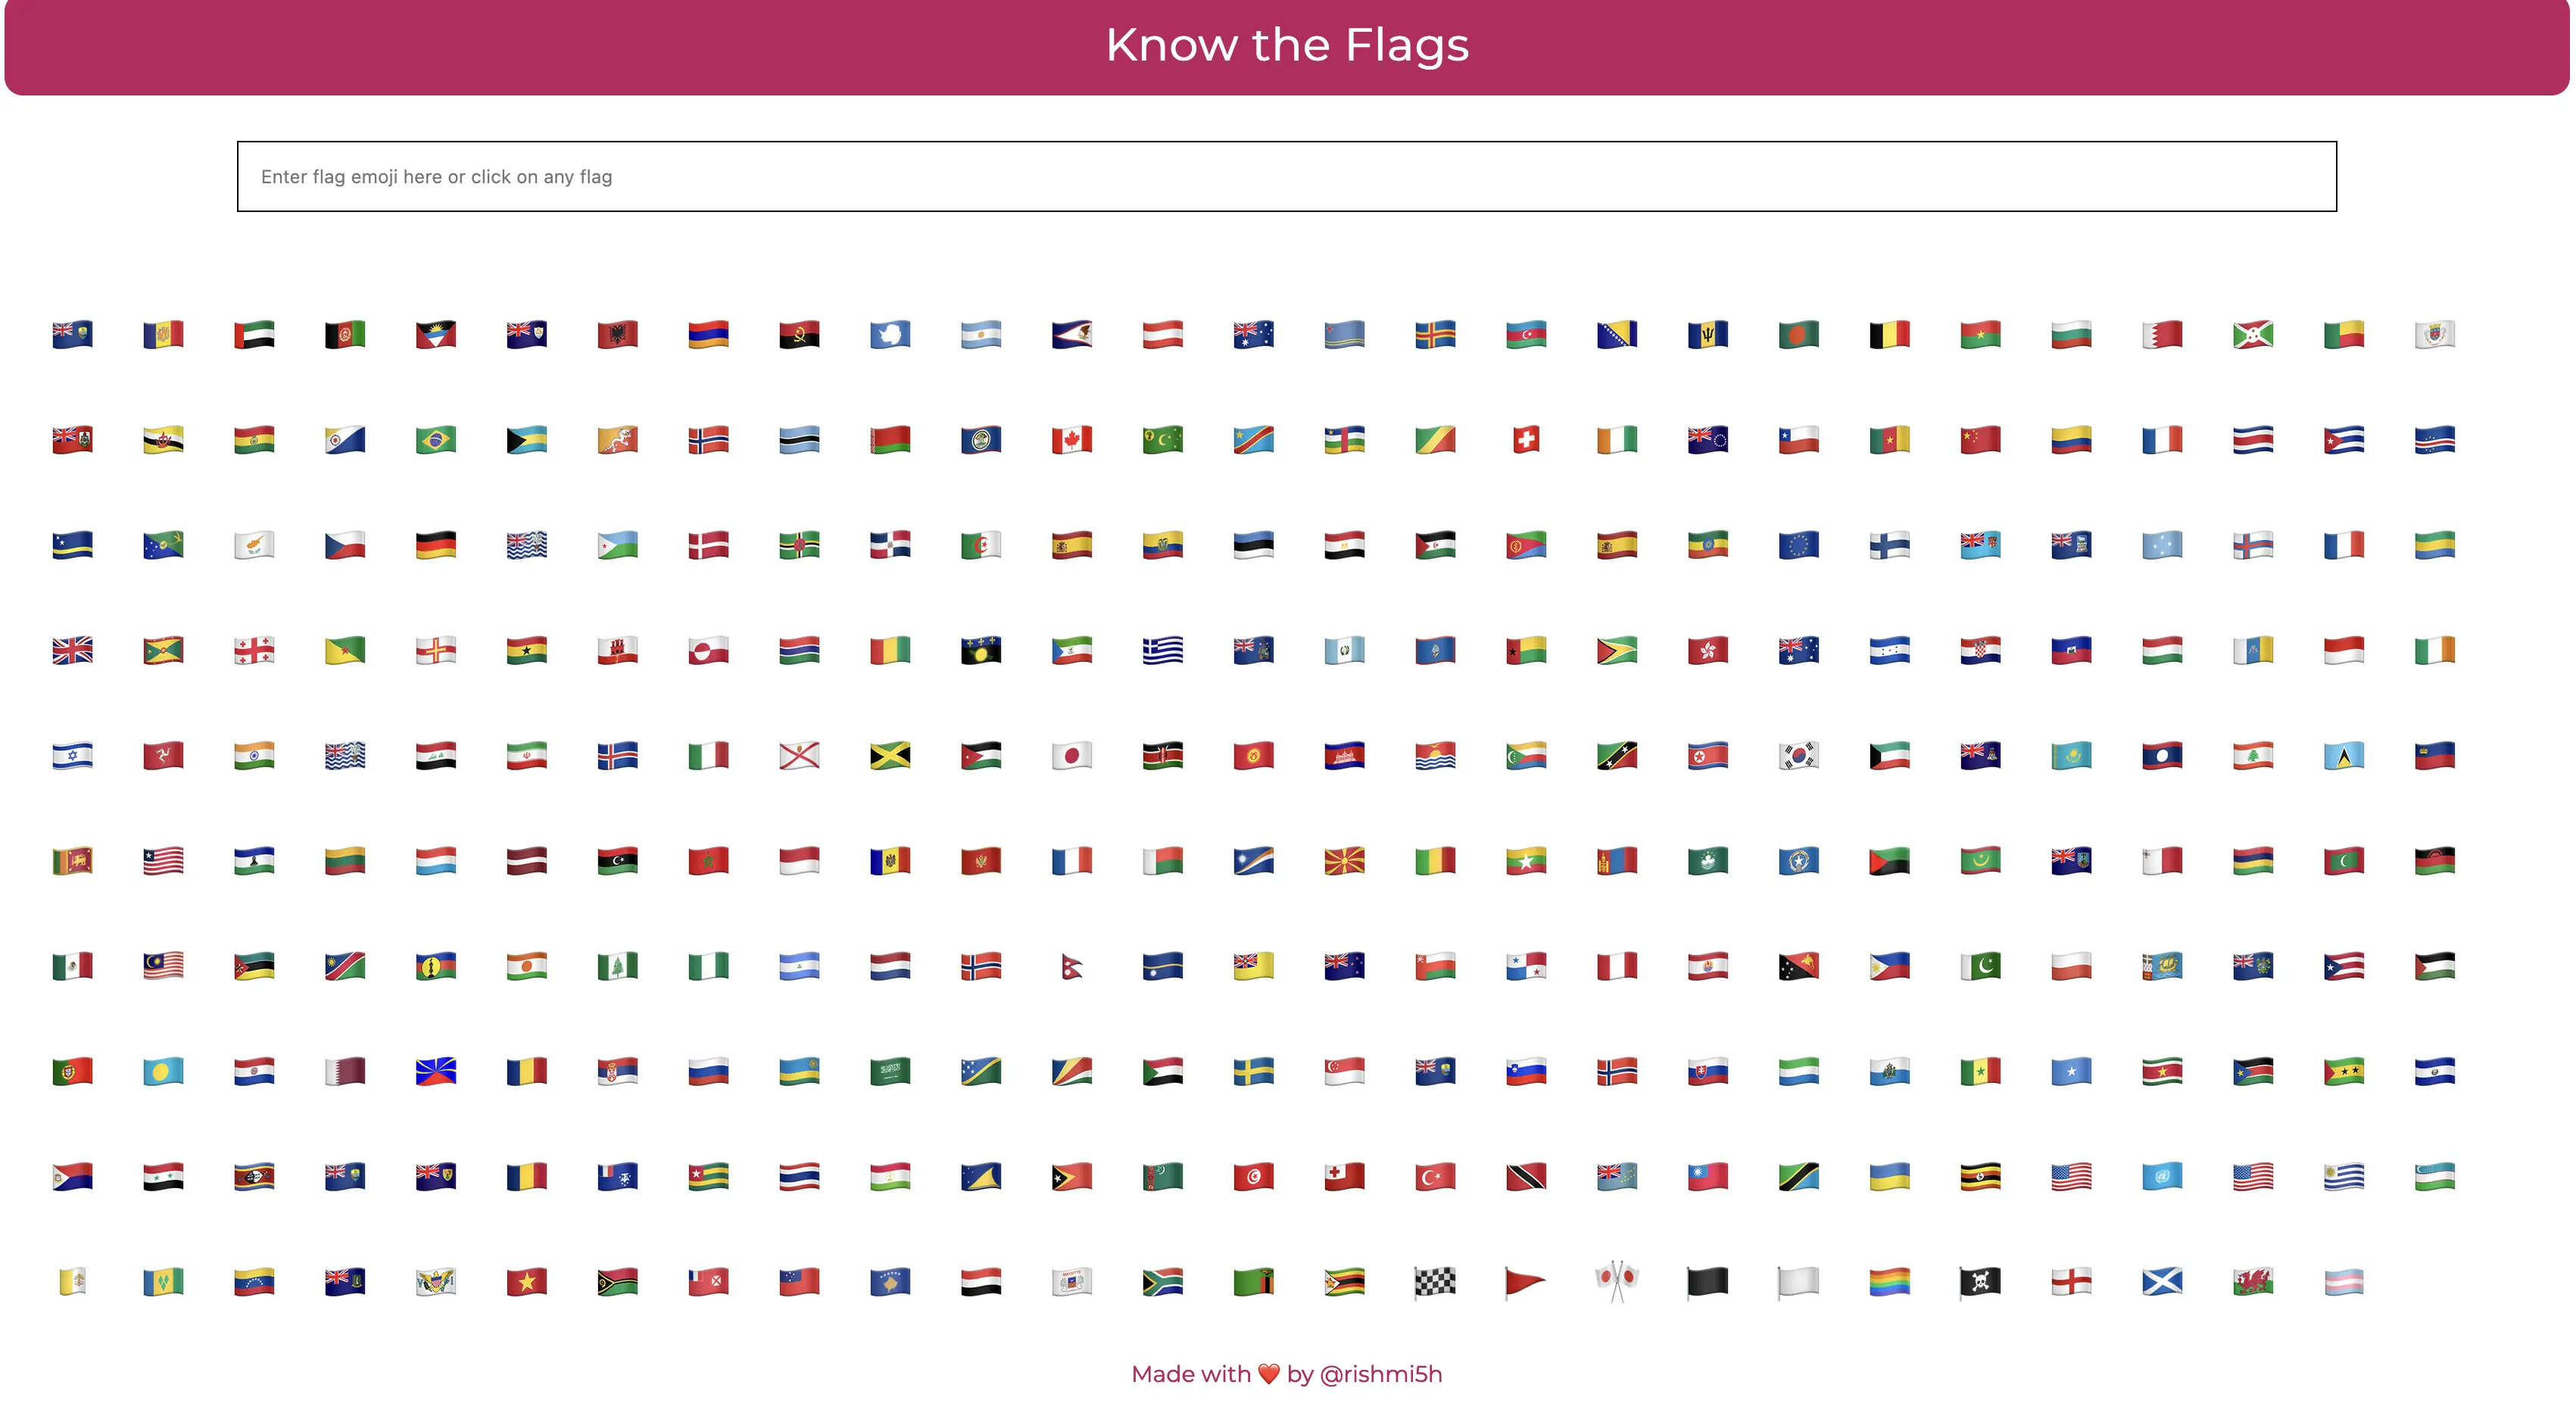 Know the Flags
Enter flag emoji here or click on any flag
Made with ❤️ by @rishmi5h